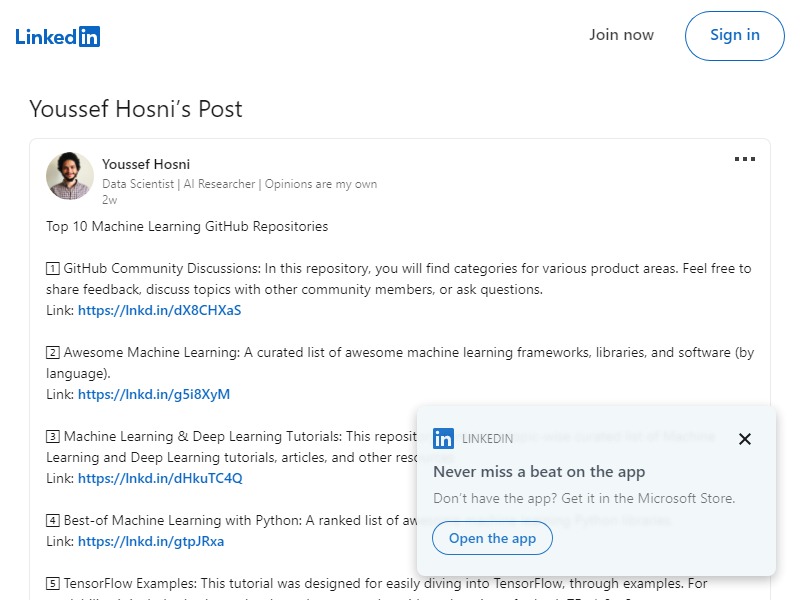 LinkedIn
Join now
Sign in
Youssef Hosni's Post
Youssef Hosni
Data Scientist | AI Researcher | Opinions are my own
2w
Top 10 Machine Learning GitHub Repositories
1 GitHub Community Discussions: In this repository, you will find categories for various product areas. Feel free to
share feedback, discuss topics with other community members, or ask questions.
Link: https://lnkd.in/dX8CHXaS
2 Awesome Machine Learning: A curated list of awesome machine learning frameworks, libraries, and software (by
language).
Link: https://lnkd.in/g5i8XyM
3 Machine Learning & Deep Learning Tutorials: This reposit
Learning and Deep Learning tutorials, articles, and other
Link: https://lnkd.in/dHkuTC4Q
4 Best-of Machine Learning with Python: A ranked list of
Link: https://lnkd.in/gtpJRxa
5 TensorFlow Examples: This tutorial was designed for easily diving into TensorFlow, through examples. For
in LINKEDIN
Never miss a beat on the app
Don't have the app? Get it in the Microsoft Store.
Open the app